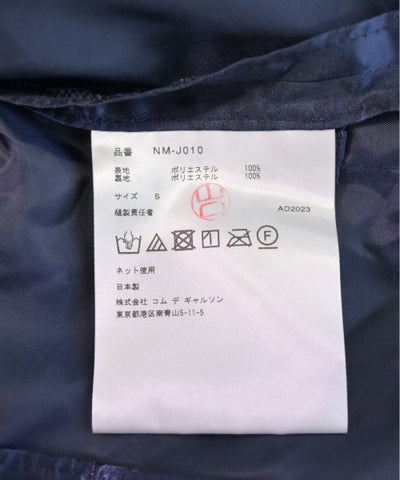 品番 NM-J010
表地 ポリエステル 100%
裏地 ポリエステル 100%
サイズ S
縫製責任者 AD2023
ネット使用
日本製
株式会社 コム デ ギャルソン
東京都港区南青山5-11-5